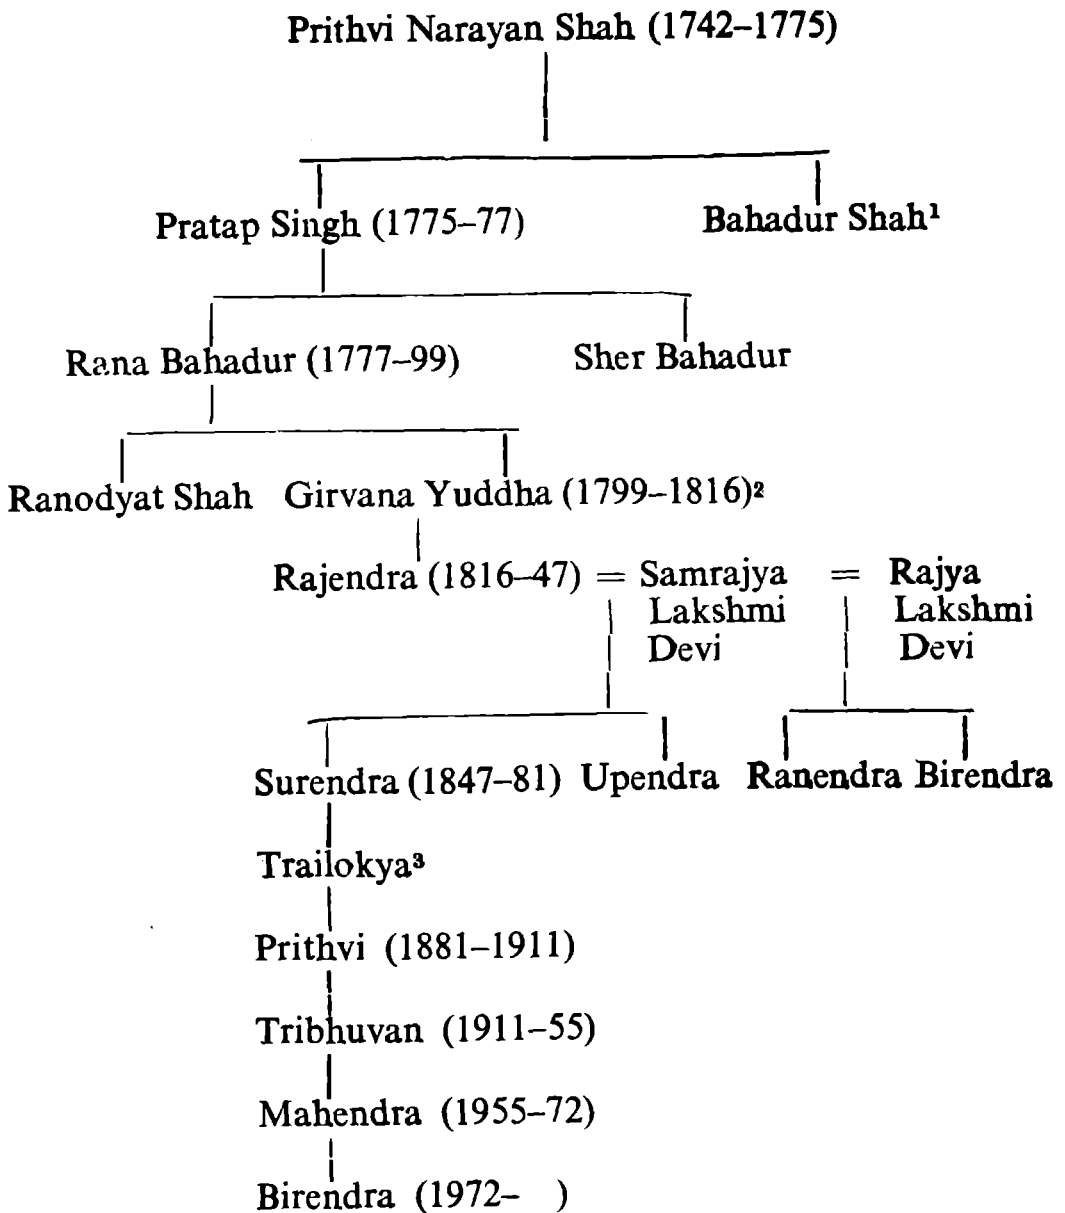 Prithvi Narayan Shah (1742–1775)
Pratap Singh (1775–77) Bahadur Shah¹
Rana Bahadur (1777–99) Sher Bahadur
Ranodyat Shah Girvana Yuddha (1799–1816)²
Rajendra (1816–47) = Samrajya = Rajya
Lakshmi Lakshmi
Devi Devi
Surendra (1847–81) Upendra Ranendra Birendra
Trailokya³
Prithvi (1881–1911)
Tribhuvan (1911–55)
Mahendra (1955–72)
Birendra (1972– )